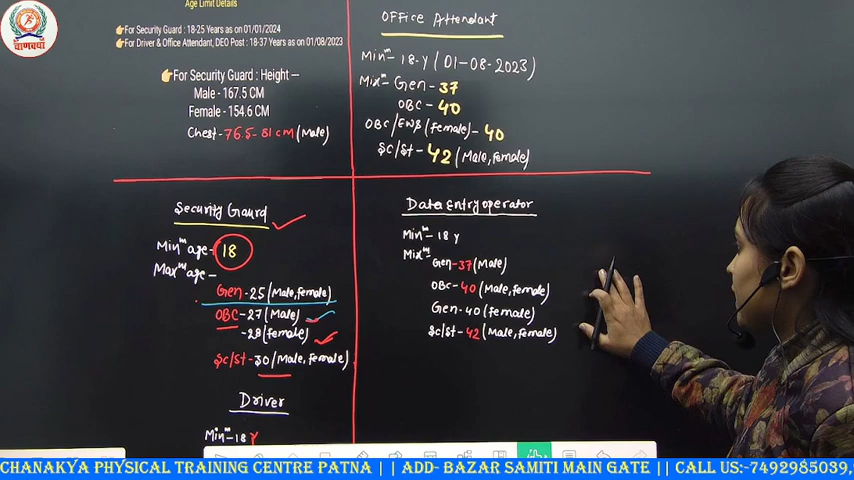 Age Limit Details
👉For Security Guard : 18-25 Years as on 01/01/2024
👉For Driver & Office Attendant, DEO Post : 18-37 Years as on 01/08/2023
👉For Security Guard : Height --
Male - 167.5 CM
Female - 154.6 CM
Chest - 76.5 - 81 CM (Male)
चाणक्या
OFFice Attendant
Minm - 18 - y (01-08-2023)
Mixm - Gen - 37
OBC - 40
OBC/EWS (Female) - 40
SC/St - 42 (Male, Female)
Security Gaurd
Minm age - 18
Maxm age -
Gen - 25 (Male, Female)
OBC - 27 (Male)
- 28 (Female)
SC/St - 30 (Male, Female)
Driver
Minm - 18 Y
Data Entry operator
Minm - 18 y
Mixm -
Gen - 37 (Male)
OBC - 40 (Male, Female)
Gen - 40 (Female)
SC/St - 42 (Male, Female)
CHANAKYA PHYSICAL TRAINING CENTRE PATNA | | ADD- BAZAR SAMITI MAIN GATE || CALL US:-7492985039,